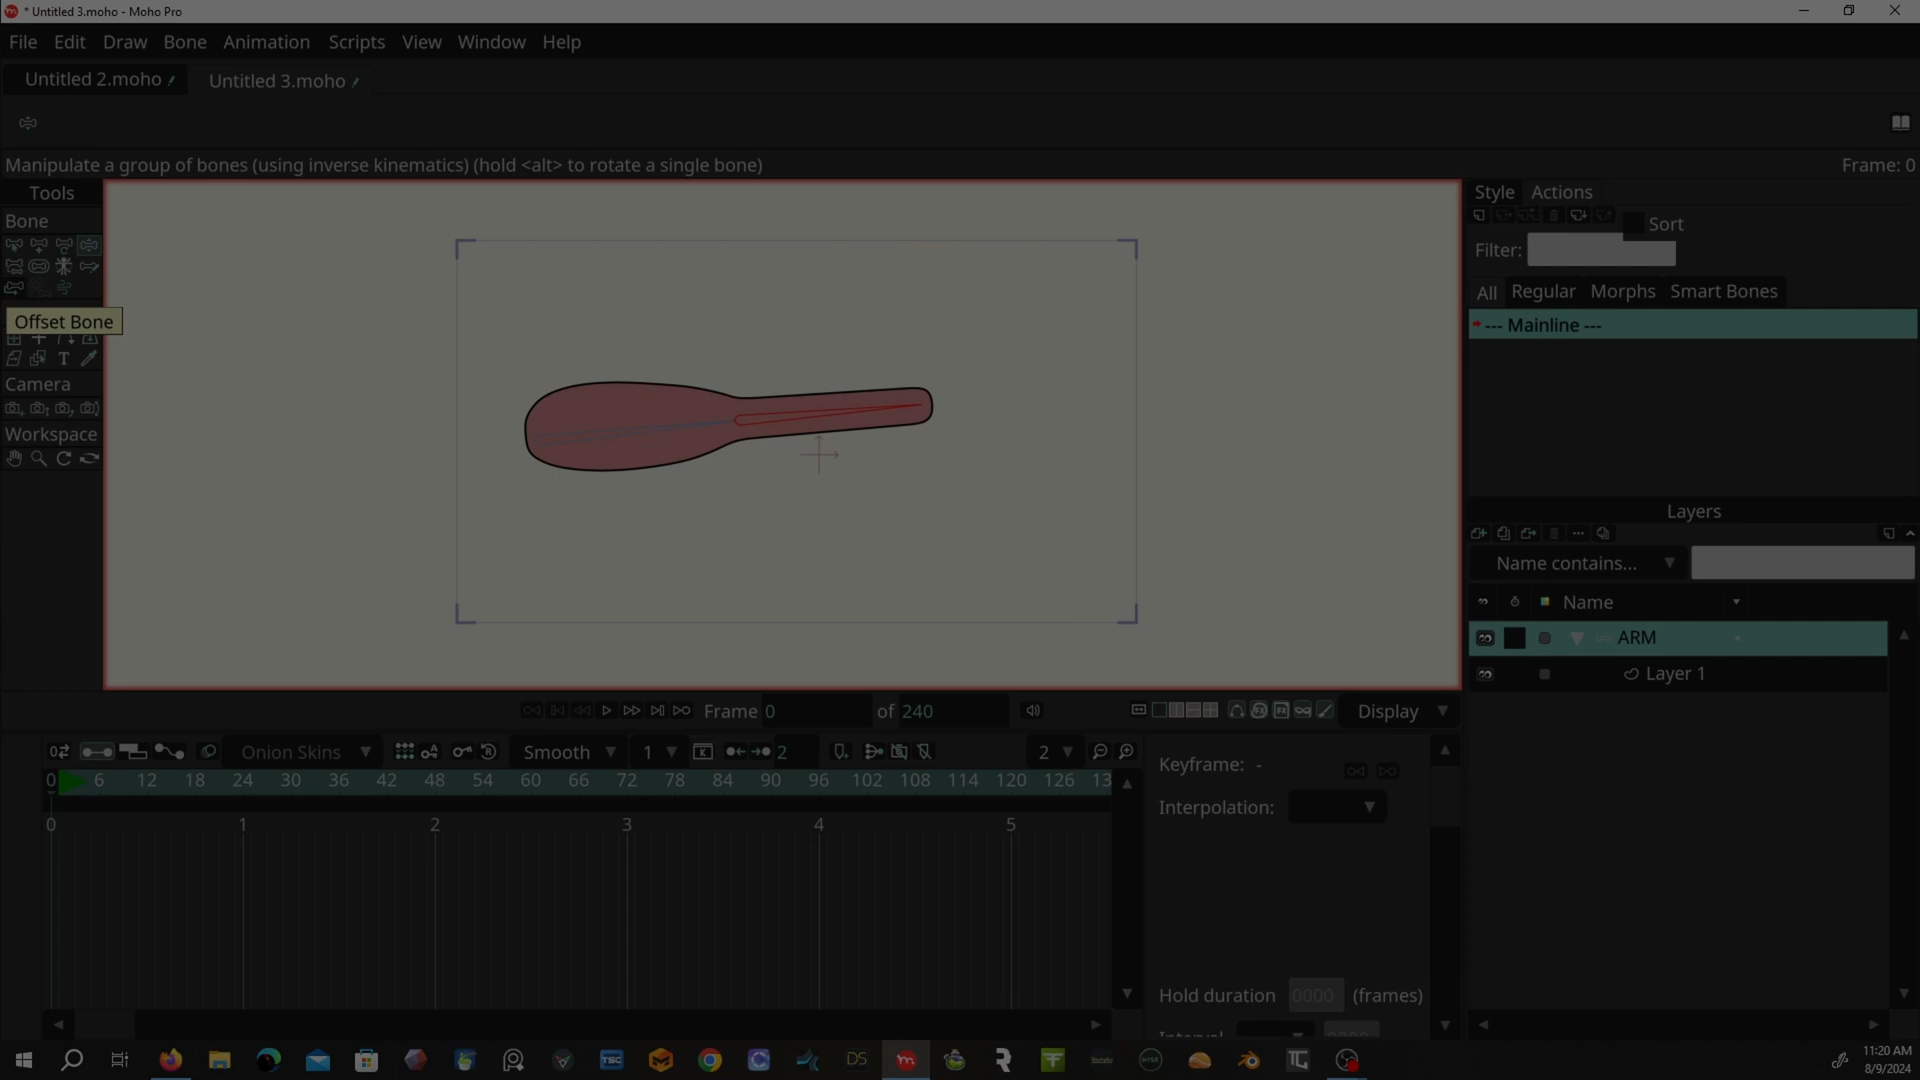 * Untitled 3.moho - Moho Pro
File Edit Draw Bone Animation Scripts View Window Help
Untitled 2.moho
Untitled 3.moho
Manipulate a group of bones (using inverse kinematics) (hold <alt> to rotate a single bone)
Frame: 0
Tools
Bone
Offset Bone
T
Camera
Workspace
Style Actions
Sort
Filter:
All Regular Morphs Smart Bones
--- Mainline ---
Layers
Name contains...
Name
ARM
Layer 1
Frame 0 of 240
Display
Onion Skins
Smooth
1
2
2
0 6 12 18 24 30 36 42 48 54 60 66 72 78 84 90 96 102 108 114 120 126 13
0 1 2 3 4 5
Keyframe: -
Interpolation:
Hold duration 0000 (frames)
Interval 0000
TSC
DS
11:20 AM
8/9/2024